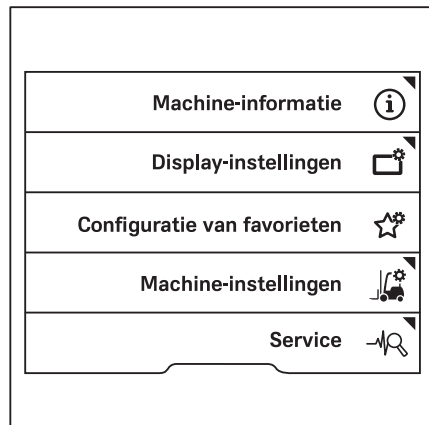 Machine-informatie
Display-instellingen
Configuratie van favorieten
Machine-instellingen
Service